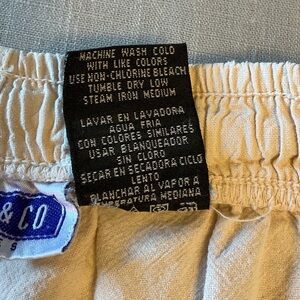 MACHINE WASH COLD
WITH LIKE COLORS
USE NON-CHLORINE BLEACH
TUMBLE DRY LOW
STEAM IRON MEDIUM
LAVAR EN LAVADORA
AGUA FRIA
CON COLORES SIMILARES
USAR BLANQUEADOR
SIN CLORO
SECAR EN SECADORA CICLO
LENTO
PLANCHAR AL VAPOR A
TEMPERATURA MEDIANA
& CO